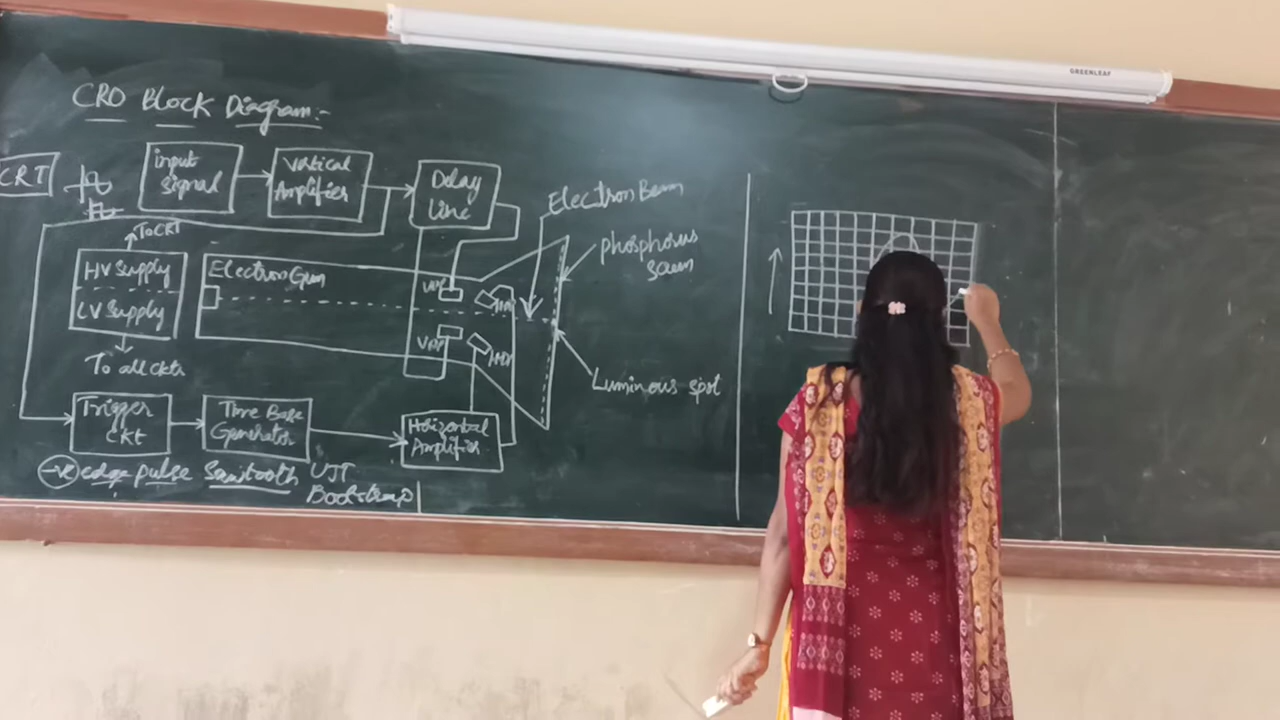 GREENLEAF
CRO Block Diagram:-
CRT
input
signal
Vertical
Amplifier
Delay
Line
To CRT
HV Supply
LV Supply
To all ckts
Electron Gun
VDP
HDP
VDP
HDP
Electron Beam
phosphorus
screen
Luminous spot
Trigger
CKT
Time Base
Generator
Horizontal
Amplifier
-ve edge pulse Sawtooth UJT
Bootstrap